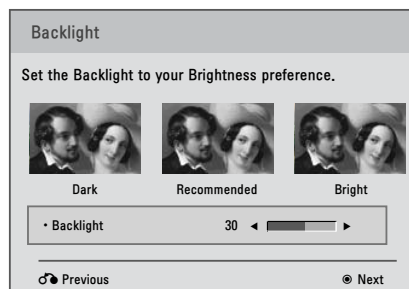 Backlight
Set the Backlight to your Brightness preference.
Dark Recommended Bright
• Backlight 30 ◄ ►
Previous ◉ Next